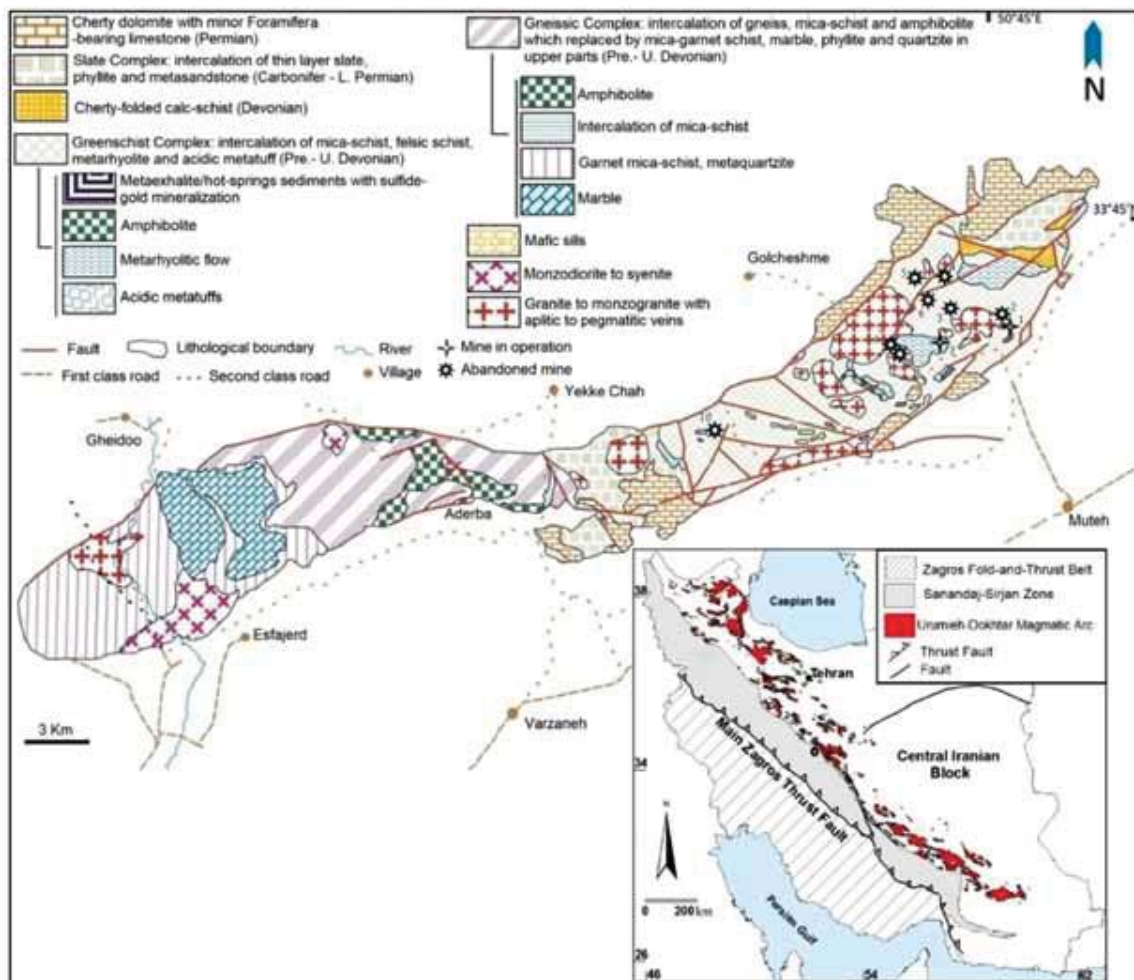 Cherty dolomite with minor Foramifera
-bearing limestone (Permian)
Slate Complex: intercalation of thin layer slate,
phyllite and metasandstone (Carbonifer - L. Permian)
Cherty-folded calc-schist (Devonian)
Greenschist Complex: intercalation of mica-schist, felsic schist,
metarhyolite and acidic metatuff (Pre.- U. Devonian)
Metaexhalite/hot-springs sediments with sulfide-
gold mineralization
Amphibolite
Metarhyolitic flow
Acidic metatuffs
Gneissic Complex: intercalation of gneiss, mica-schist and amphibolite
which replaced by mica-garnet schist, marble, phyllite and quartzite in
upper parts (Pre.- U. Devonian)
Amphibolite
Intercalation of mica-schist
Garnet mica-schist, metaquartzite
Marble
Mafic sills
Monzodiorite to syenite
Granite to monzogranite with
aplitic to pegmatitic veins
Fault
Lithological boundary
River
Mine in operation
First class road
Second class road
Village
Abandoned mine
50°45'E
N
33°45'N
Golcheshme
Yekke Chah
Gheidoo
Aderba
Muteh
Esfajerd
Varzaneh
3 Km
Zagros Fold-and-Thrust Belt
Sanandaj-Sirjan Zone
Urumieh-Dokhtar Magmatic Arc
Thrust Fault
Fault
Caspian Sea
Tehran
Central Iranian
Block
Main Zagros Thrust Fault
Persian Gulf
N
0 200 km
38
34
26
46
54
62